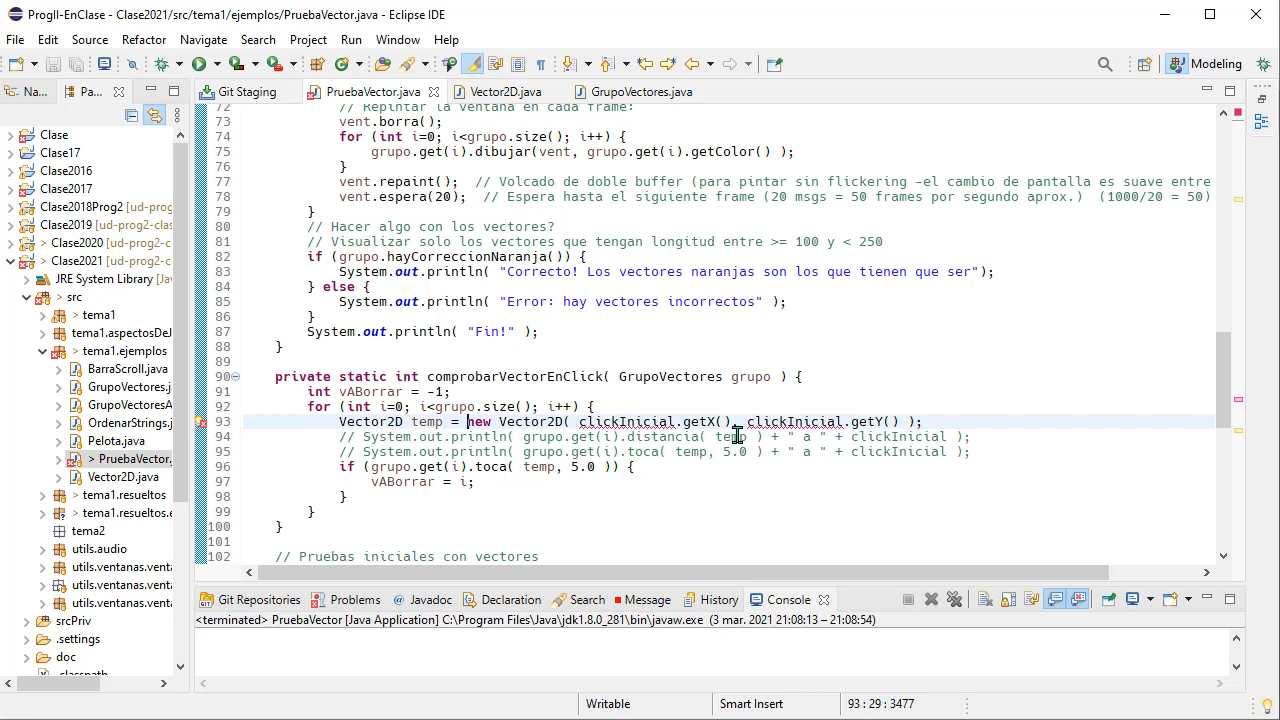 ProgII-EnClase - Clase2021/src/tema1/ejemplos/PruebaVector.java - Eclipse IDE
File Edit Source Refactor Navigate Search Project Run Window Help
Modeling
Na... Pa...
Git Staging PruebaVector.java Vector2D.java GrupoVectores.java
Clase
Clase17
Clase2016
Clase2017
Clase2018Prog2 [ud-
Clase2019 [ud-prog2-c
> Clase2020 [ud-prog2-c
> Clase2021 [ud-prog2-c
JRE System Library [Jav
> src
> tema1
tema1.aspectosDeJ
> tema1.ejemplos
BarraScroll.java
GrupoVectores.j
GrupoVectoresA
OrdenarStrings.j
Pelota.java
> PruebaVector.
Vector2D.java
> tema1.resueltos
> tema1.resueltos.e
tema2
utils.audio
utils.ventanas.venta
utils.ventanas.venta
utils.ventanas.venta
srcPriv
> .settings
doc
.classpath
72 // Repintar la ventana en cada frame:
73 vent.borra();
74 for (int i=0; i<grupo.size(); i++) {
75 grupo.get(i).dibujar(vent, grupo.get(i).getColor() );
76 }
77 vent.repaint(); // Volcado de doble buffer (para pintar sin flickering -el cambio de pantalla es suave entre
78 vent.espera(20); // Espera hasta el siguiente frame (20 msgs = 50 frames por segundo aprox.) (1000/20 = 50)
79 }
80 // Hacer algo con los vectores?
81 // Visualizar solo los vectores que tengan longitud entre >= 100 y < 250
82 if (grupo.hayCorreccionNaranja()) {
83 System.out.println( "Correcto! Los vectores naranjas son los que tienen que ser");
84 } else {
85 System.out.println( "Error: hay vectores incorrectos" );
86 }
87 System.out.println( "Fin!" );
88 }
89
90 private static int comprobarVectorEnClick( GrupoVectores grupo ) {
91 int vABorrar = -1;
92 for (int i=0; i<grupo.size(); i++) {
93 Vector2D temp = new Vector2D( clickInicial.getX(), clickInicial.getY() );
94 // System.out.println( grupo.get(i).distancia( temp ) + " a " + clickInicial );
95 // System.out.println( grupo.get(i).toca( temp, 5.0 ) + " a " + clickInicial );
96 if (grupo.get(i).toca( temp, 5.0 )) {
97 vABorrar = i;
98 }
99 }
100 }
101
102 // Pruebas iniciales con vectores
Git Repositories Problems Javadoc Declaration Search Message History Console
<terminated> PruebaVector [Java Application] C:\Program Files\Java\jdk1.8.0_281\bin\javaw.exe (3 mar. 2021 21:08:13 – 21:08:54)
Writable Smart Insert 93 : 29 : 3477